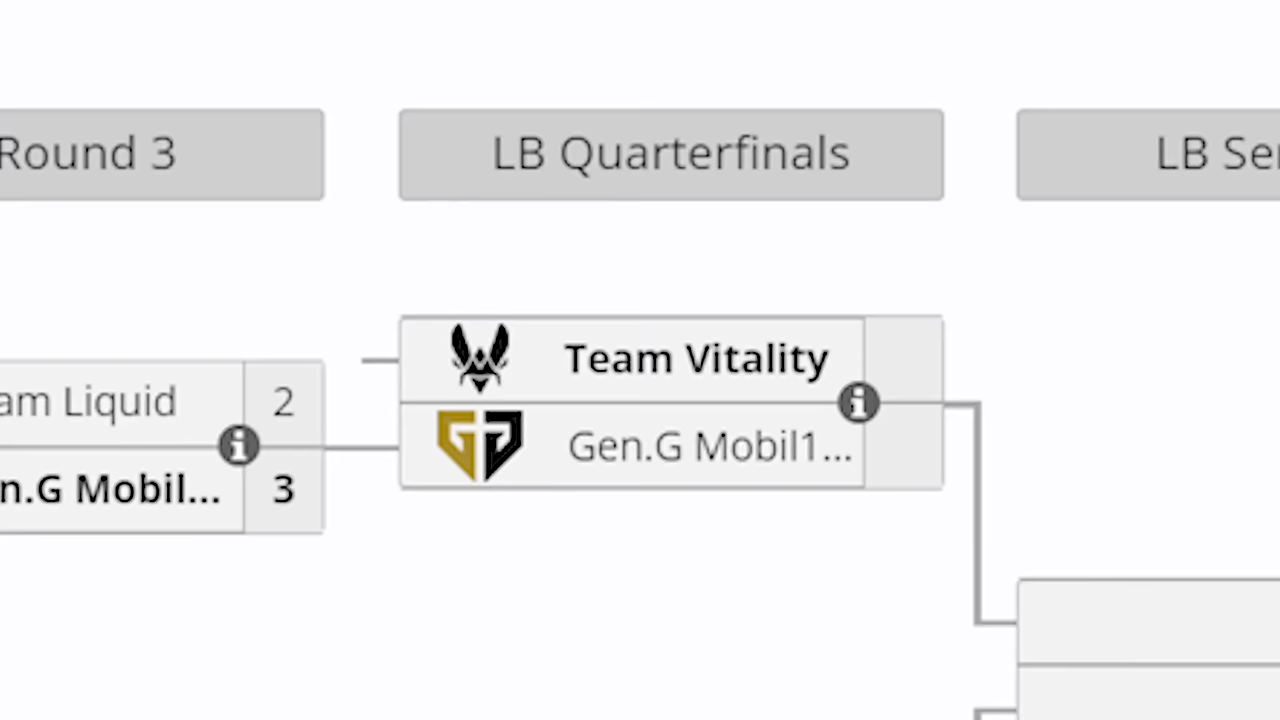 Round 3
LB Quarterfinals
LB Se
Team Vitality
am Liquid 2
Gen.G Mobil1...
n.G Mobil... 3